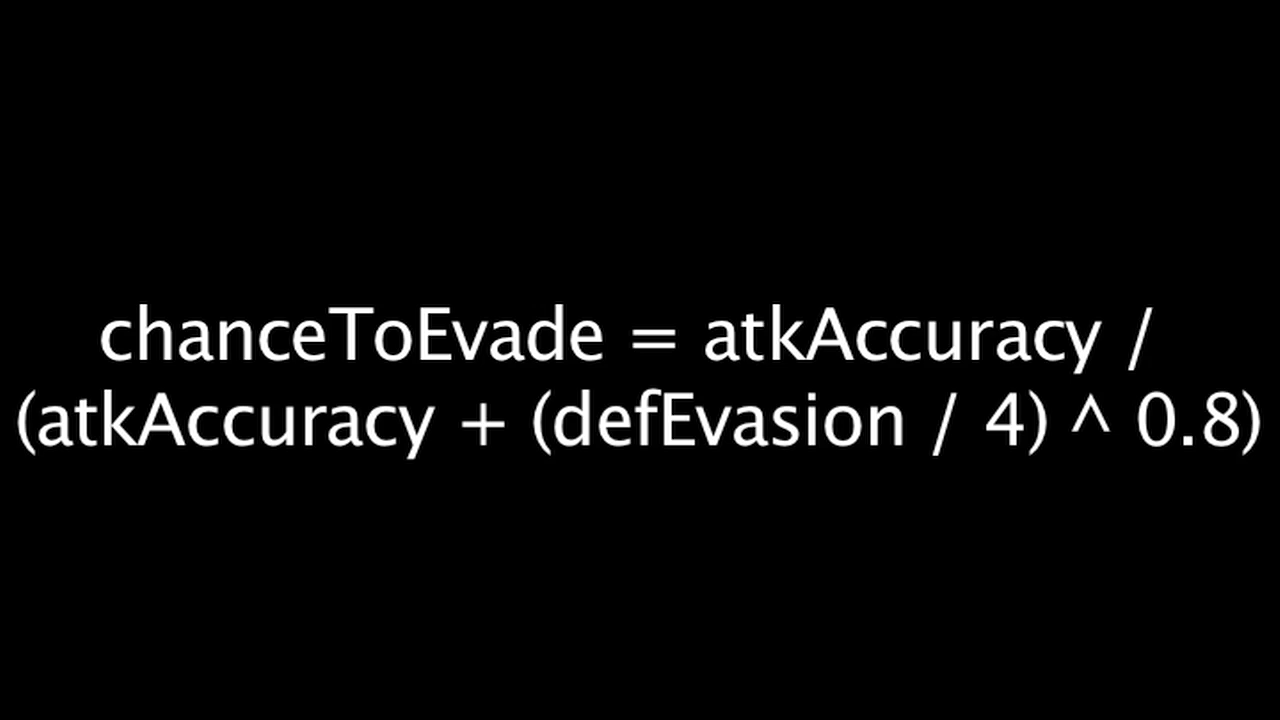 chanceToEvade = atkAccuracy /
(atkAccuracy + (defEvasion / 4) ^ 0.8)